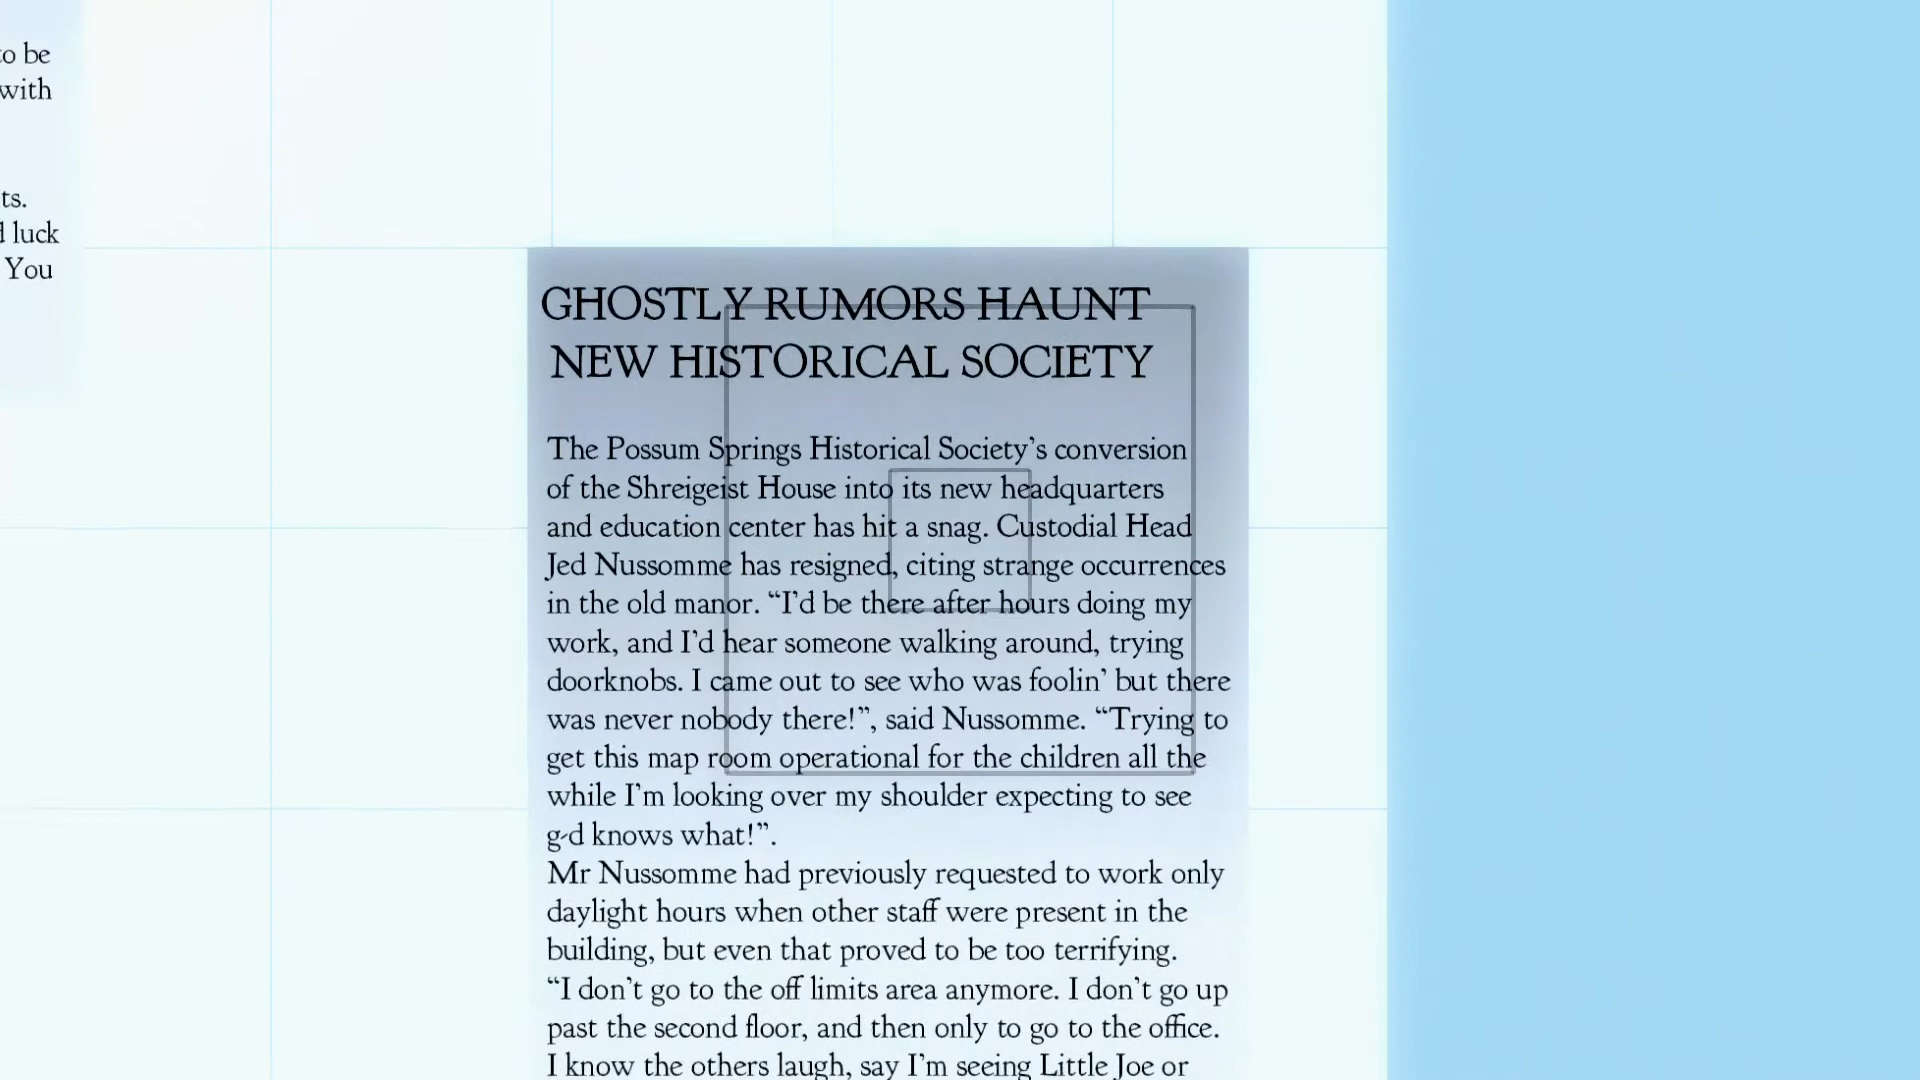 to be
with
ts.
d luck
You
GHOSTLY RUMORS HAUNT
NEW HISTORICAL SOCIETY
The Possum Springs Historical Society’s conversion
of the Shreigeist House into its new headquarters
and education center has hit a snag. Custodial Head
Jed Nussomme has resigned, citing strange occurrences
in the old manor. “I’d be there after hours doing my
work, and I’d hear someone walking around, trying
doorknobs. I came out to see who was foolin’ but there
was never nobody there!”, said Nussomme. “Trying to
get this map room operational for the children all the
while I’m looking over my shoulder expecting to see
g-d knows what!”.
Mr Nussomme had previously requested to work only
daylight hours when other staff were present in the
building, but even that proved to be too terrifying.
“I don’t go to the off limits area anymore. I don’t go up
past the second floor, and then only to go to the office.
I know the others laugh, say I’m seeing Little Joe or